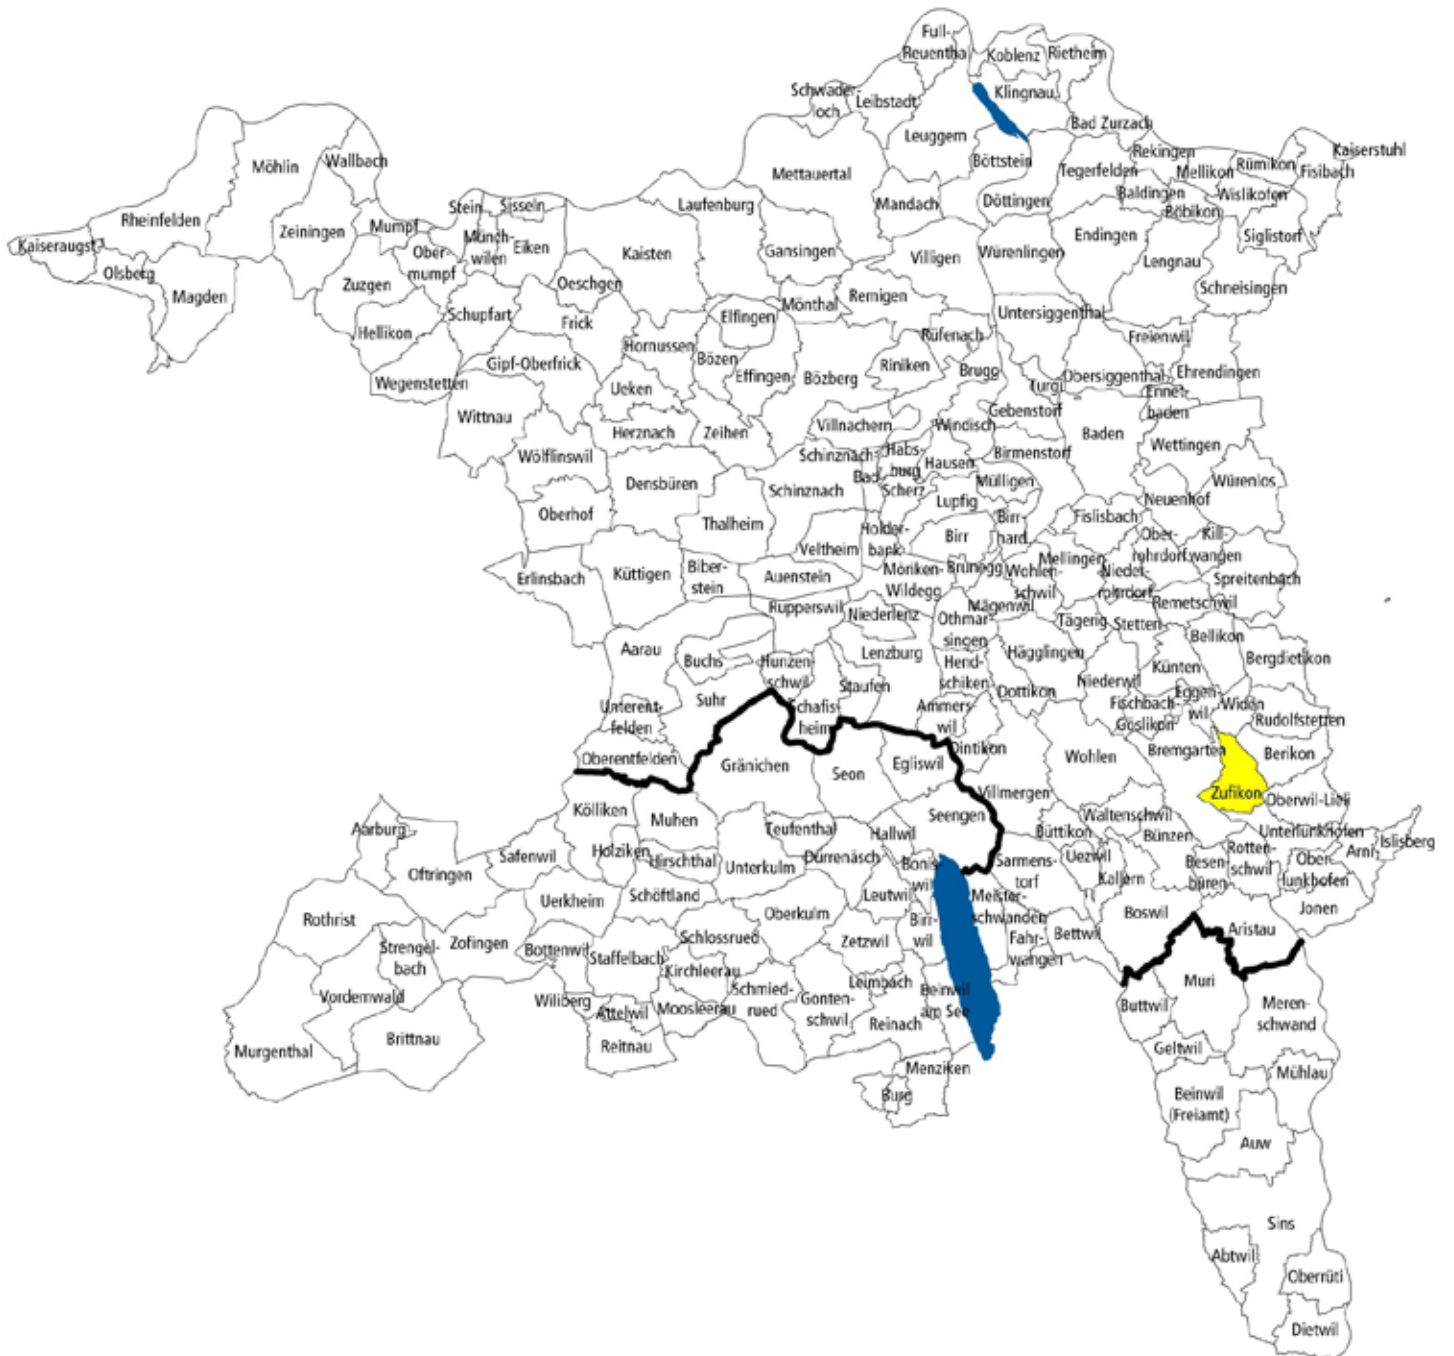 Full-
Reuenthal
Koblenz
Rietheim
Schwader-
loch
Leibstadt
Klingnau
Leuggern
Bad Zurzach
Möhlin
Wallbach
Mettauertal
Böttstein
Tegerfelden
Rekingen
Mellikon
Rümikon
Kaiserstuhl
Fisibach
Baldingen
Wislikofen
Böbikon
Rheinfelden
Kaiseraugst
Olsberg
Magden
Zeiningen
Mumpf
Stein
Sisseln
Münch-
wilen
Eiken
Ober-
mumpf
Zuzgen
Kaisten
Laufenburg
Gansingen
Mandach
Döttingen
Villigen
Würenlingen
Endingen
Lengnau
Siglistorf
Schneisingen
Oeschgen
Schupfart
Hellikon
Frick
Mönthal
Remigen
Elfingen
Untersiggenthal
Wegenstetten
Gipf-Oberfrick
Hornussen
Bözen
Effingen
Bözberg
Riniken
Rüfenach
Brugg
Freienwil
Turgi
Obersiggenthal
Ehrendingen
Ennet-
baden
Ueken
Wittnau
Herznach
Zeihen
Villnachern
Windisch
Gebenstorf
Baden
Wettingen
Wölflinswil
Densbüren
Schinznach-
Bad
Habs-
burg
Hausen
Birmenstorf
Schinznach
Scherz
Lupfig
Mülligen
Neuenhof
Würenlos
Oberhof
Thalheim
Veltheim
Holder-
bank
Birr
Birr-
hard
Fislisbach
Ober-
rohrdorf
Kill-
wangen
Erlinsbach
Küttigen
Biber-
stein
Auenstein
Möriken-
Wildegg
Brunegg
Wohlen-
schwil
Mellingen
Nieder-
rohrdorf
Spreitenbach
Rupperswil
Niederlenz
Othmar-
singen
Mägenwil
Tägerig
Stetten
Remetschwil
Bellikon
Aarau
Buchs
Hunzen-
schwil
Lenzburg
Hend-
schiken
Hägglingen
Künten
Bergdietikon
Suhr
Staufen
Dottikon
Niederwil
Fischbach-
Göslikon
Eggen-
wil
Widen
Rudolfstetten
Unterent-
felden
Schafis-
heim
Ammers-
wil
Dintikon
Wohlen
Bremgarten
Berikon
Oberentfelden
Gränichen
Seon
Egliswil
Villmergen
Zufikon
Oberwil-Lieli
Kölliken
Muhen
Teufenthal
Hallwil
Seengen
Waltenschwil
Büttikon
Bünzen
Unterlunkhofen
Islisberg
Arni
Aarburg
Oftringen
Safenwil
Holziken
Hirschthal
Unterkulm
Dürrenäsch
Bonis-
wil
Sarmens-
torf
Uezwil
Kallern
Besen-
büren
Rotten-
schwil
Ober-
lunkhofen
Uerkheim
Schöftland
Leutwil
Meister-
schwanden
Jonen
Rothrist
Zofingen
Strengel-
bach
Bottenwil
Staffelbach
Schlossrued
Oberkulm
Zetzwil
Birr-
wil
Fahr-
wangen
Bettwil
Boswil
Aristau
Vordemwald
Wiliberg
Attelwil
Kirchleerau
Moosleerau
Schmied-
rued
Gonten-
schwil
Leimbach
Reinach
Beinwil
am See
Muri
Buttwil
Meren-
schwand
Murgenthal
Brittnau
Reitnau
Geltwil
Menziken
Burg
Mühlau
Beinwil
(Freiamt)
Auw
Sins
Abtwil
Oberrüti
Dietwil